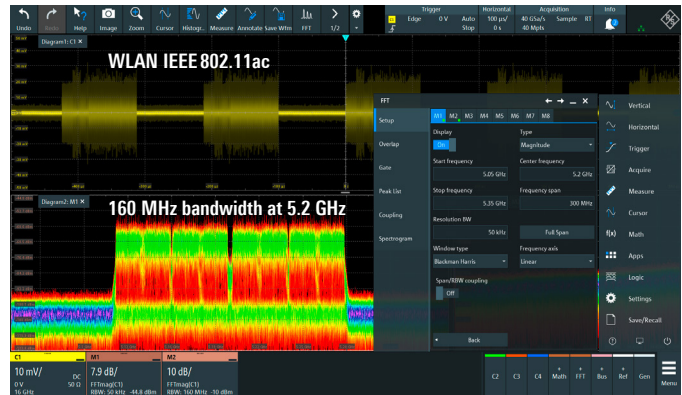 Trigger
Horizontal
Acquisition
Info
Undo
Redo
Help
Image
Zoom
Cursor
Histogr..
Measure
Annotate
Save Wfm
FFT
1/2
Edge 0 V Auto
Stop
100 µs/
0 s
40 GSa/s Sample RT
40 Mpts
Diagram1: C1 ×
WLAN IEEE 802.11ac
Diagram2: M1 ×
160 MHz bandwidth at 5.2 GHz
FFT
Setup
Overlap
Gate
Peak List
Coupling
Spectrogram
M1 M2 M3 M4 M5 M6 M7 M8
Display
On
Type
Magnitude
Start frequency
5.05 GHz
Center frequency
5.2 GHz
Stop frequency
5.35 GHz
Frequency span
300 MHz
Resolution BW
50 kHz
Full Span
Window type
Blackman Harris
Frequency axis
Linear
Span/RBW coupling
Off
Back
Vertical
Horizontal
Trigger
Acquire
Measure
Cursor
f(x) Math
Apps
Logic
Settings
Save/Recall
C1
10 mV/
DC
0 V
50 Ω
16 GHz
M1
7.9 dB/
FFTmag(C1)
RBW: 50 kHz -44.8 dBm
M2
10 dB/
FFTmag(C1)
RBW: 160 MHz -10 dBm
C2
C3
C4
+ Math
+ FFT
+ Bus
+ Ref
Gen
Menu